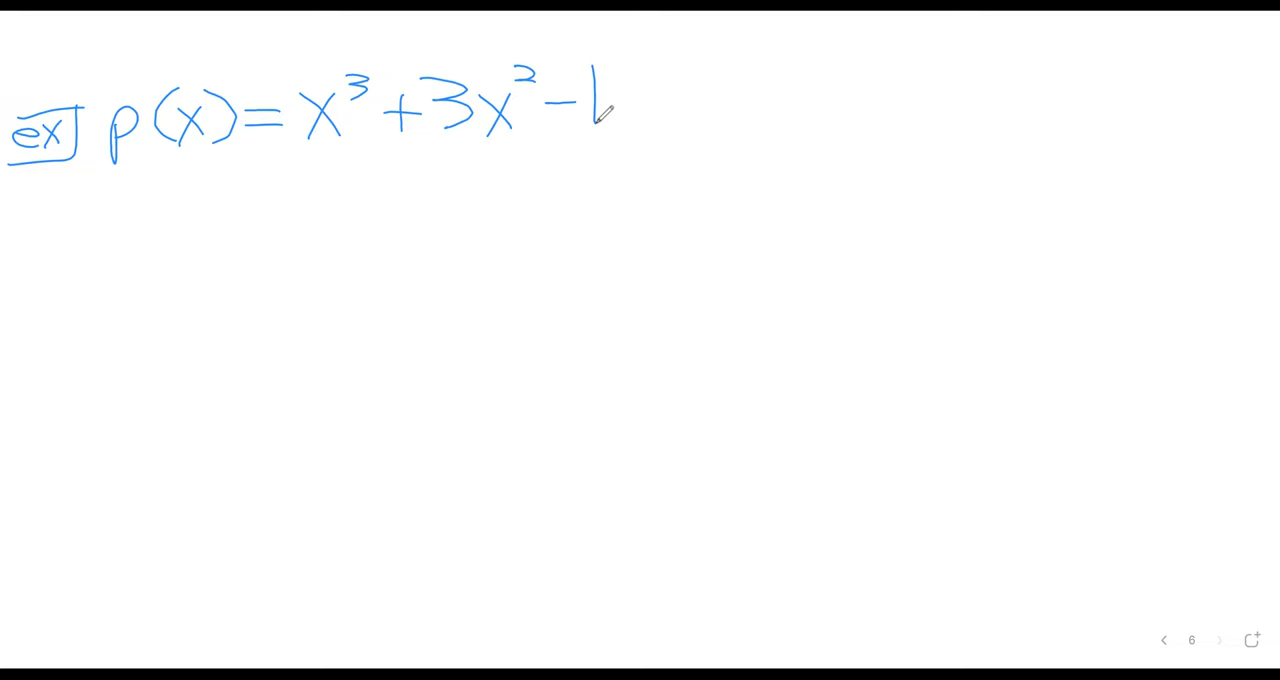 ex p(x) = x³ + 3x² - 1
6